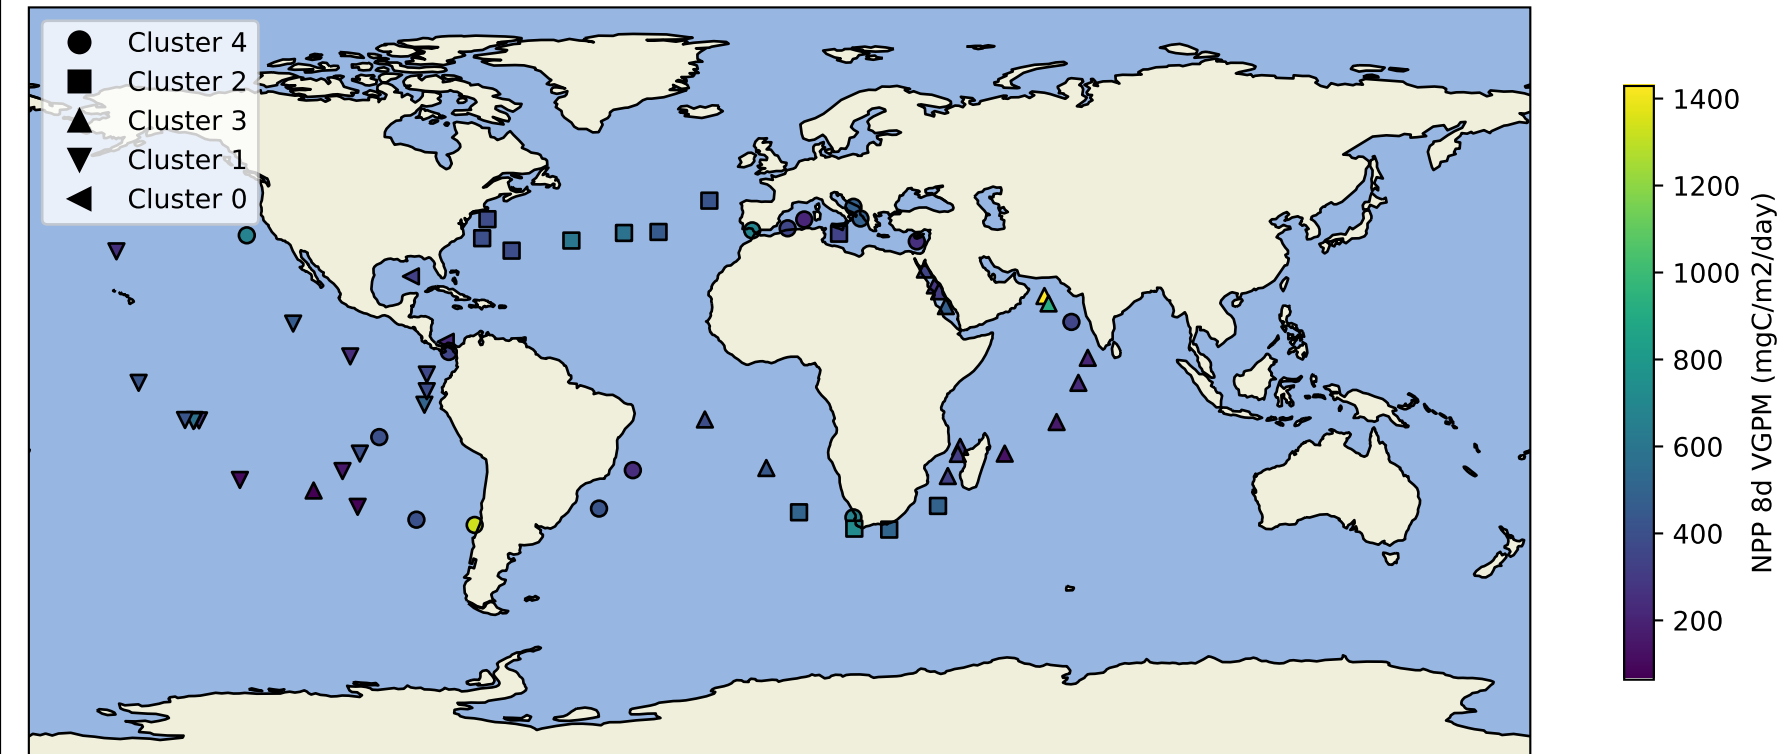 Cluster 4
Cluster 2
Cluster 3
Cluster 1
Cluster 0
1400
1200
1000
800
600
400
200
NPP 8d VGPM (mgC/m2/day)